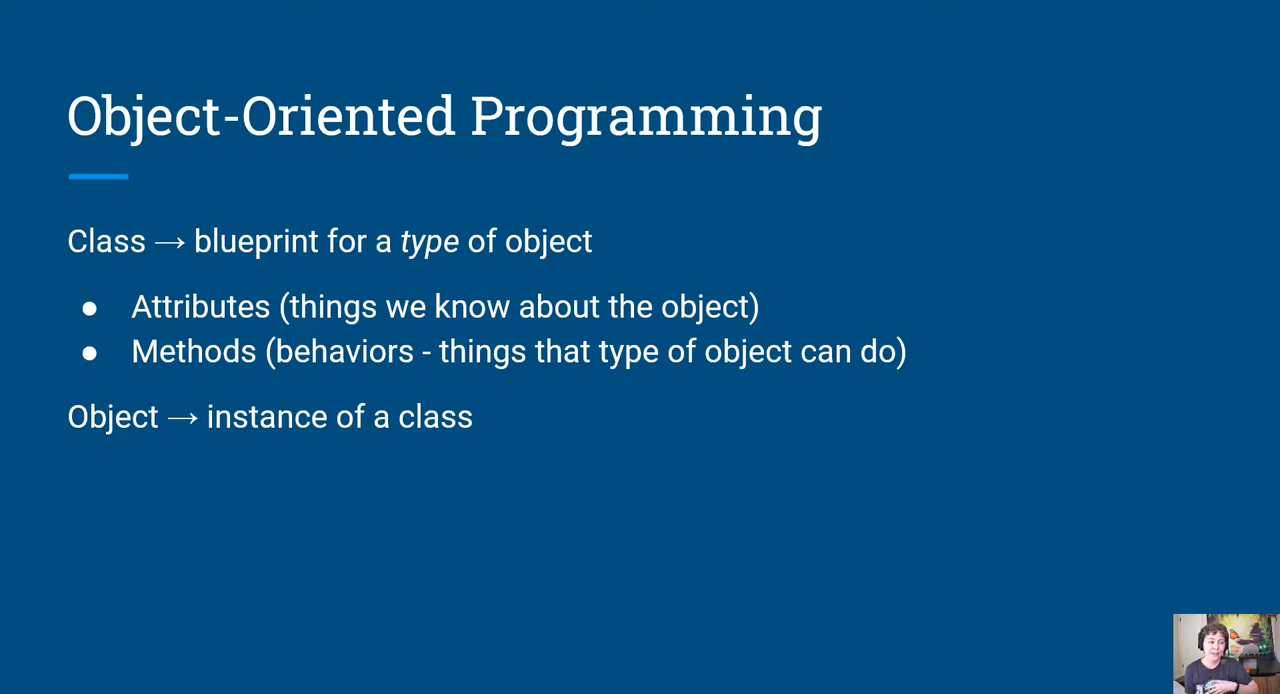 Object-Oriented Programming
Class → blueprint for a type of object
● Attributes (things we know about the object)
● Methods (behaviors - things that type of object can do)
Object → instance of a class